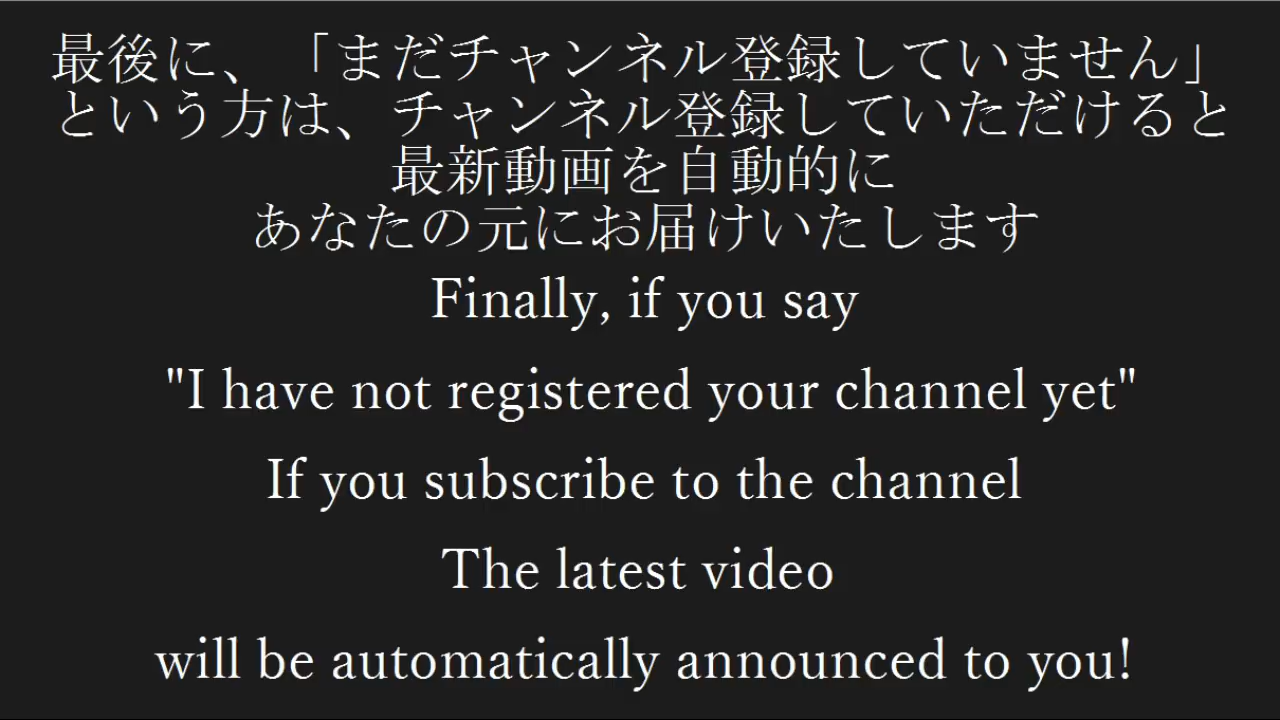 最後に、「まだチャンネル登録していません」
という方は、チャンネル登録していただけると
最新動画を自動的に
あなたの元にお届けいたします
Finally, if you say
"I have not registered your channel yet"
If you subscribe to the channel
The latest video
will be automatically announced to you!